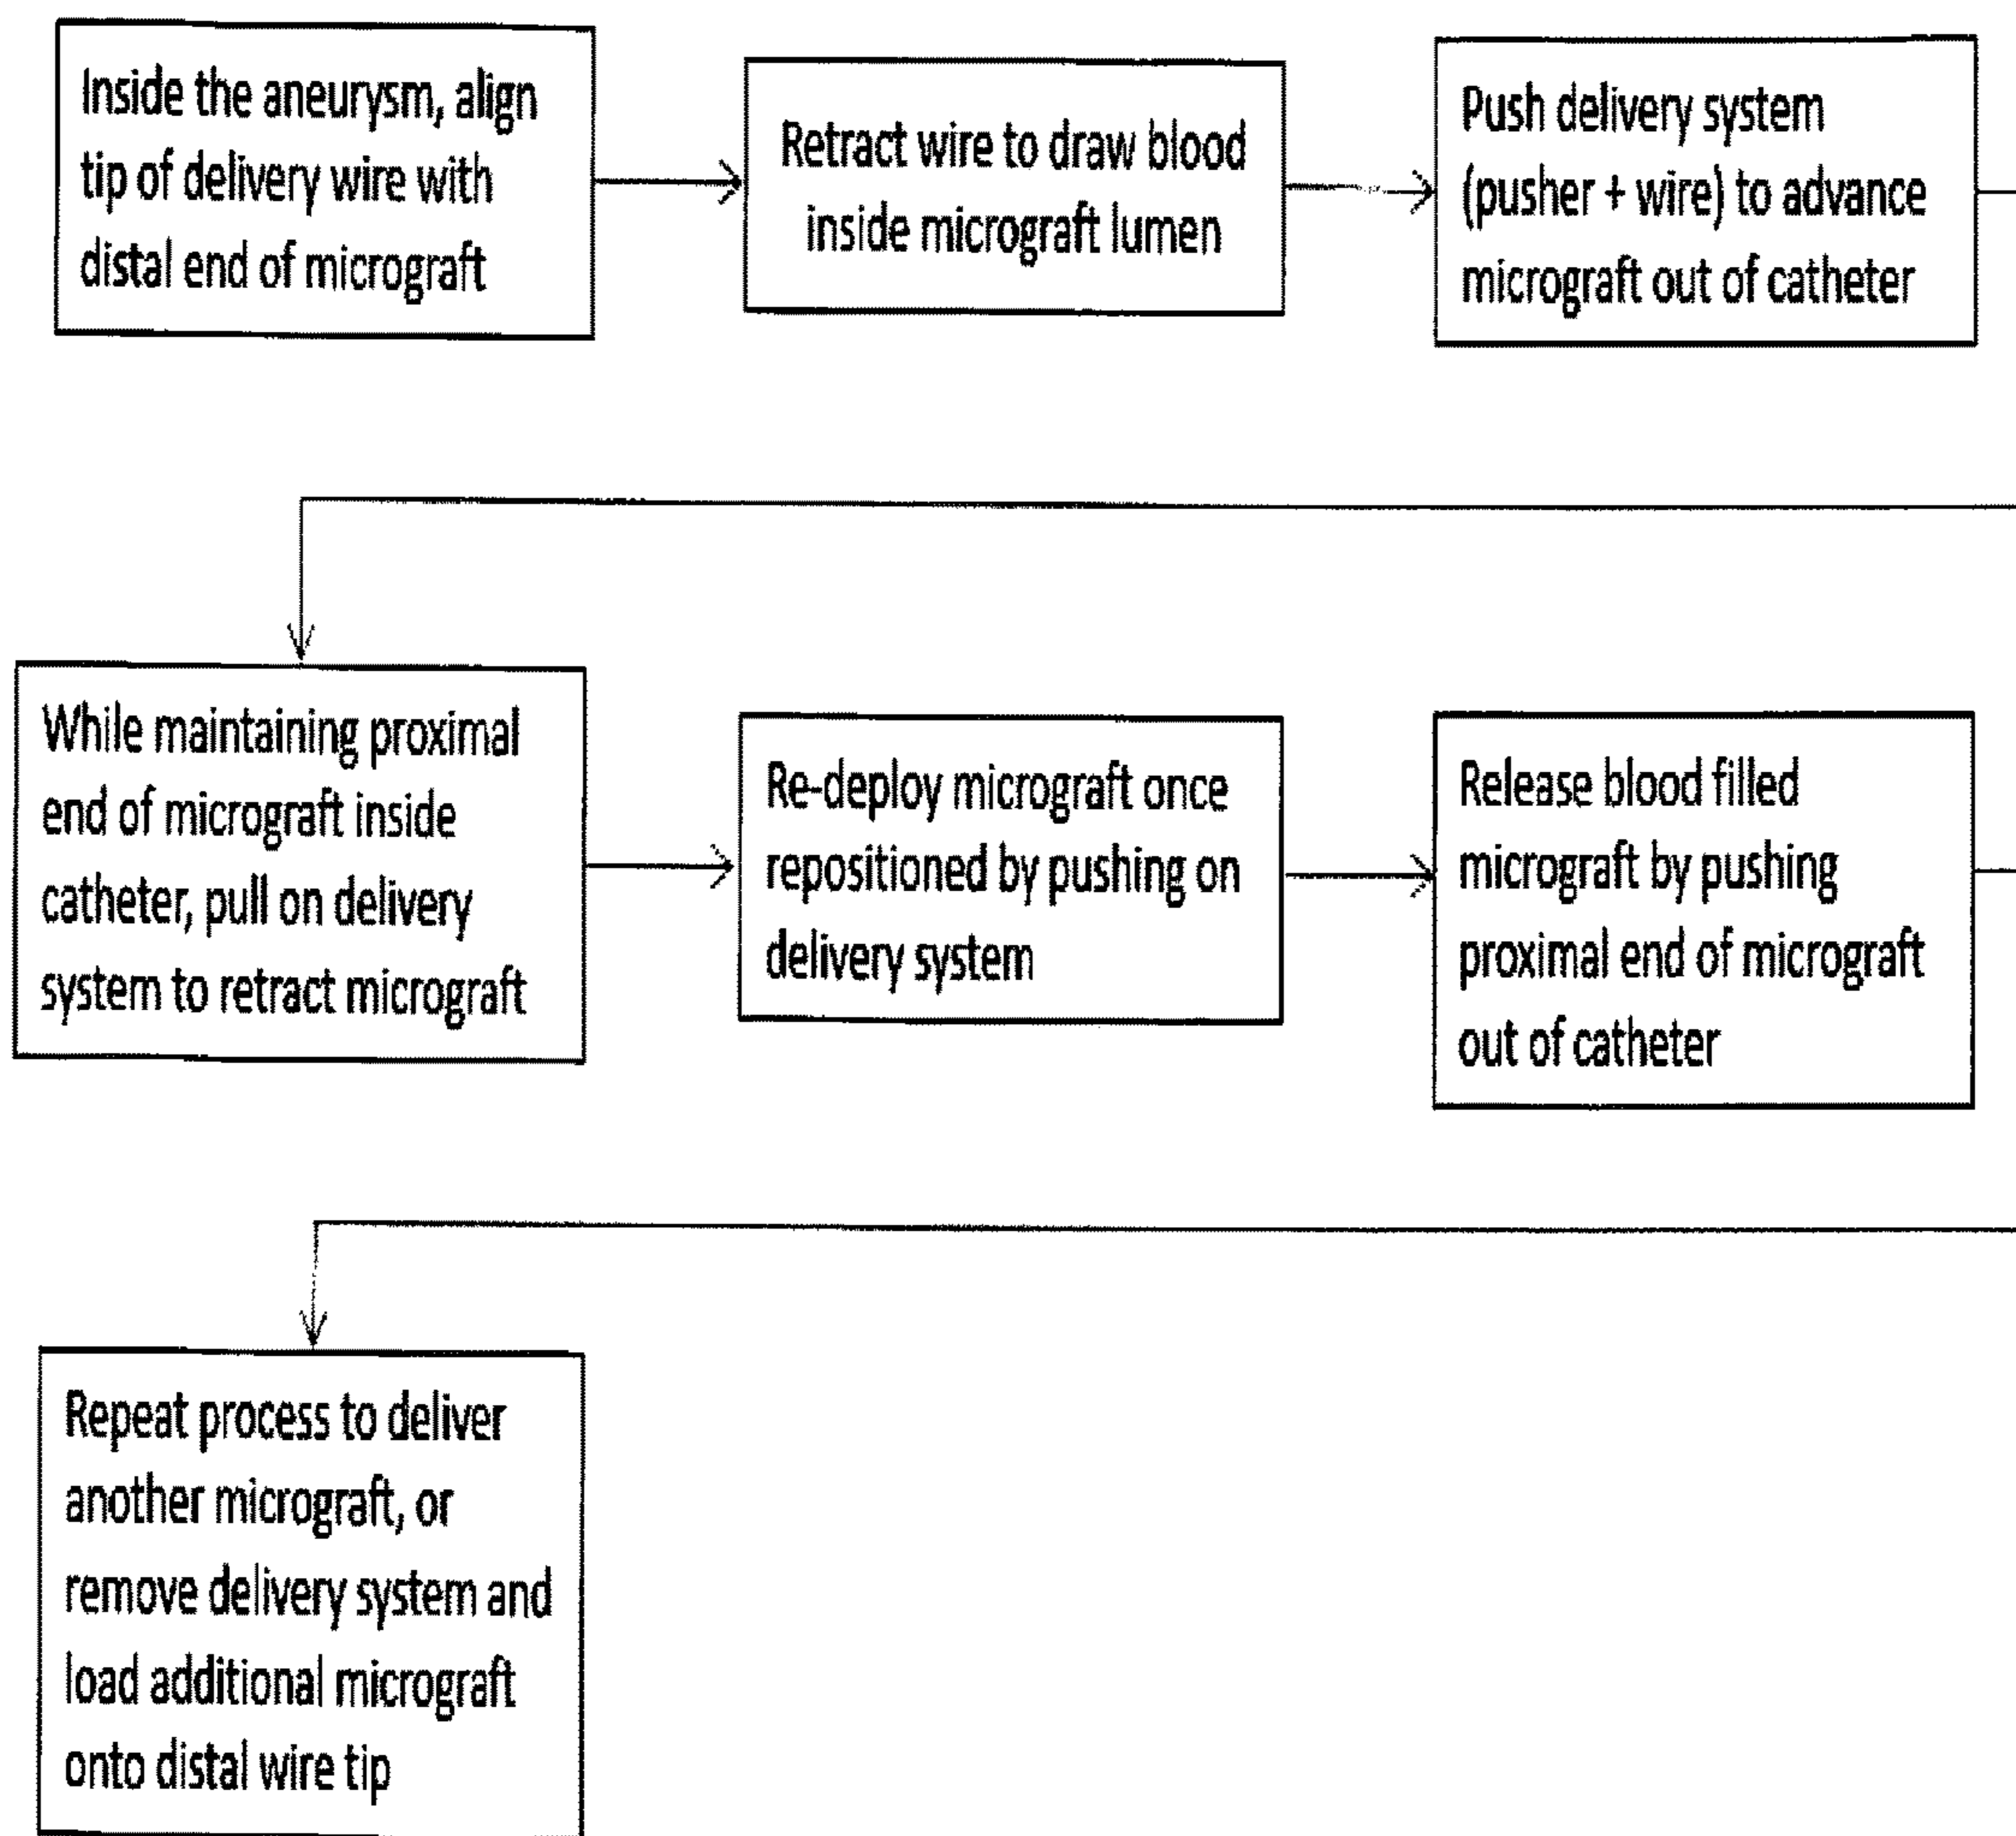 Inside the aneurysm, align
tip of delivery wire with
distal end of micrograft
Retract wire to draw blood
inside micrograft lumen
Push delivery system
(pusher + wire) to advance
micrograft out of catheter
While maintaining proximal
end of micrograft inside
catheter, pull on delivery
system to retract micrograft
Re-deploy micrograft once
repositioned by pushing on
delivery system
Release blood filled
micrograft by pushing
proximal end of micrograft
out of catheter
Repeat process to deliver
another micrograft, or
remove delivery system and
load additional micrograft
onto distal wire tip